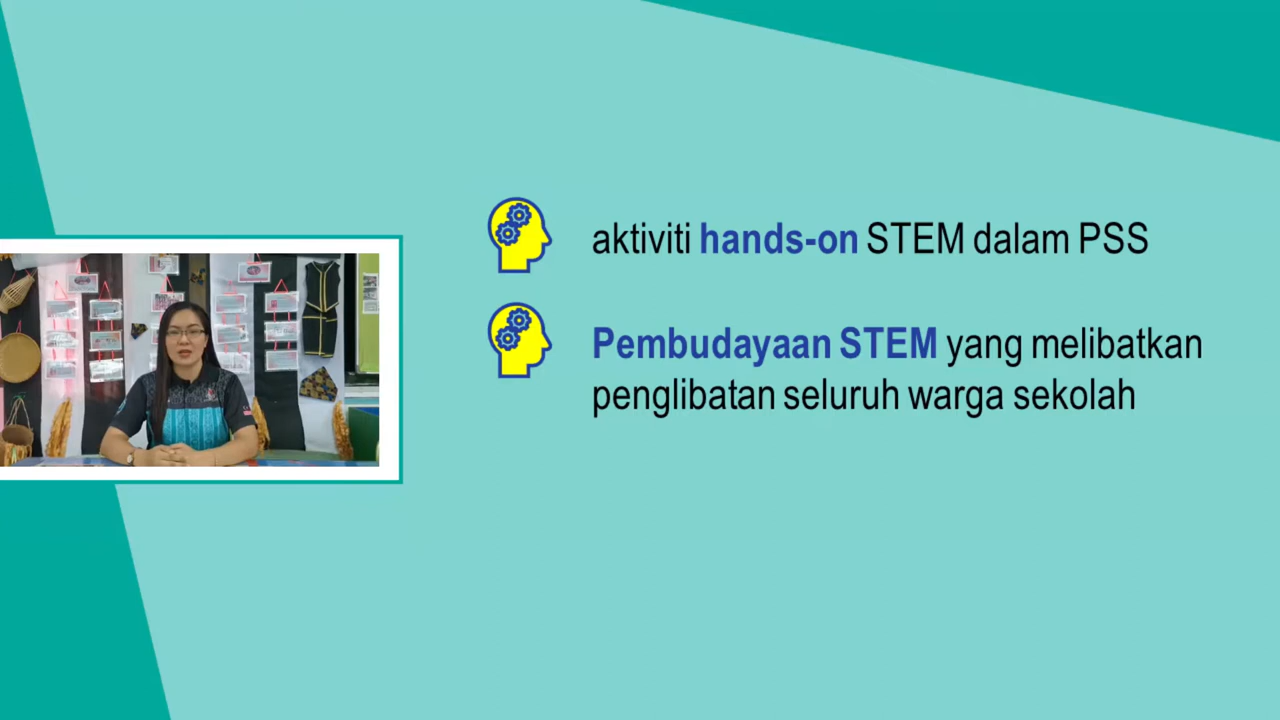 aktiviti hands-on STEM dalam PSS
Pembudayaan STEM yang melibatkan
penglibatan seluruh warga sekolah